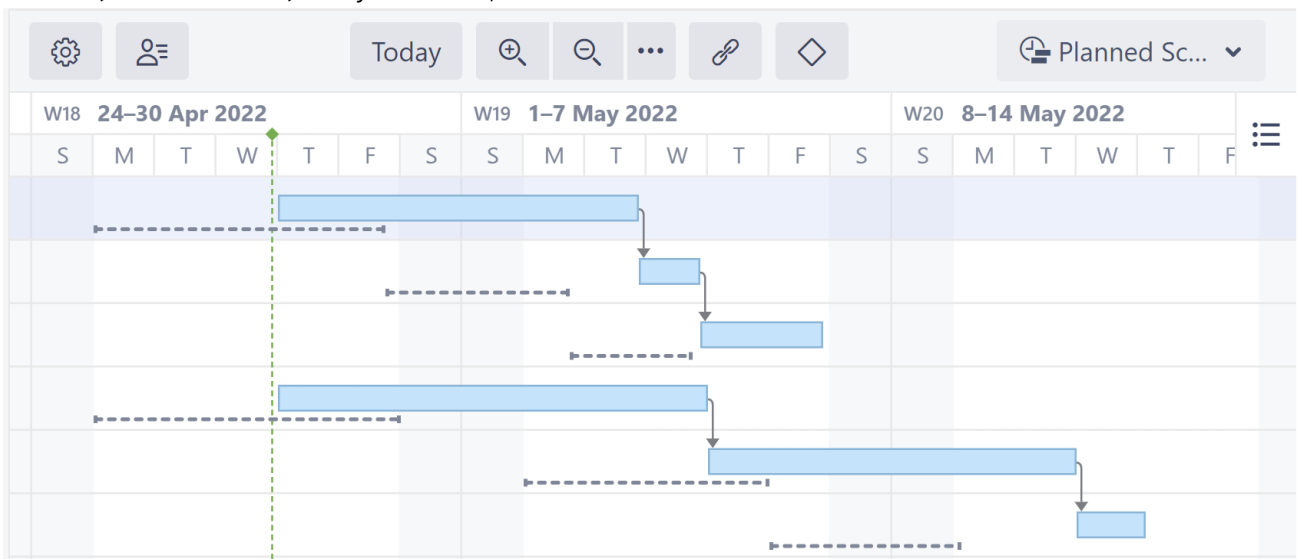 Today Planned Sc...
W18 24–30 Apr 2022 W19 1–7 May 2022 W20 8–14 May 2022
S M T W T F S S M T W T F S S M T W T F